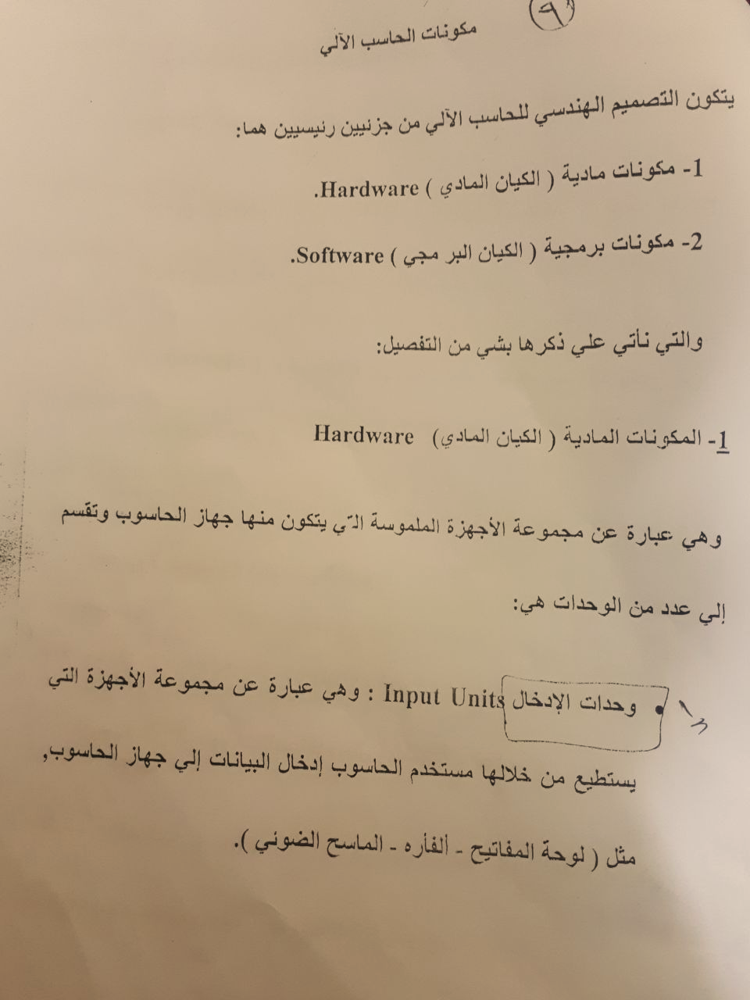 ٩
مكونات الحاسب الآلي
يتكون التصميم الهندسي للحاسب الآلي من جزئيين رئيسيين هما:
1- مكونات مادية ( الكيان المادي ) Hardware.
2- مكونات برمجية ( الكيان البر مجي ) Software.
والتي نأتي علي ذكرها بشي من التفصيل:
1- المكونات المادية ( الكيان المادي) Hardware
وهي عبارة عن مجموعة الأجهزة الملموسة التي يتكون منها جهاز الحاسوب وتقسم
إلي عدد من الوحدات هي:
• وحدات الإدخال Input Units : وهي عبارة عن مجموعة الأجهزة التي
يستطيع من خلالها مستخدم الحاسوب إدخال البيانات إلي جهاز الحاسوب,
مثل ( لوحة المفاتيح - ألفأره - الماسح الضوئي ).